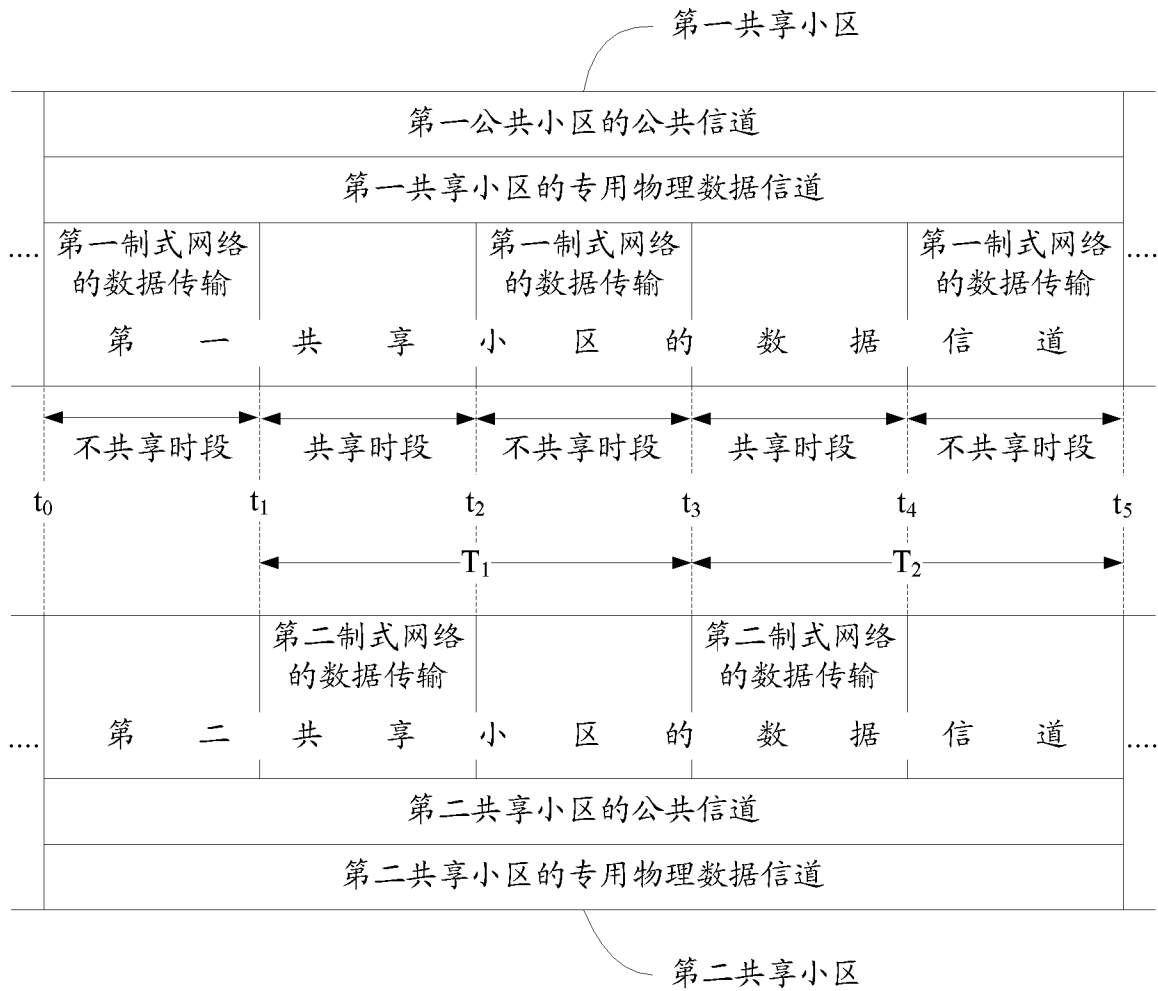 第一共享小区
第一公共小区的公共信道
第一共享小区的专用物理数据信道
第一制式网络
的数据传输
第一制式网络
的数据传输
第一制式网络
的数据传输
....
....
第一共享小区的数据信道
不共享时段
共享时段
不共享时段
共享时段
不共享时段
t0
t1
t2
t3
t4
t5
T1
T2
第二制式网络
的数据传输
第二制式网络
的数据传输
....
第二共享小区的数据信道
....
第二共享小区的公共信道
第二共享小区的专用物理数据信道
第二共享小区